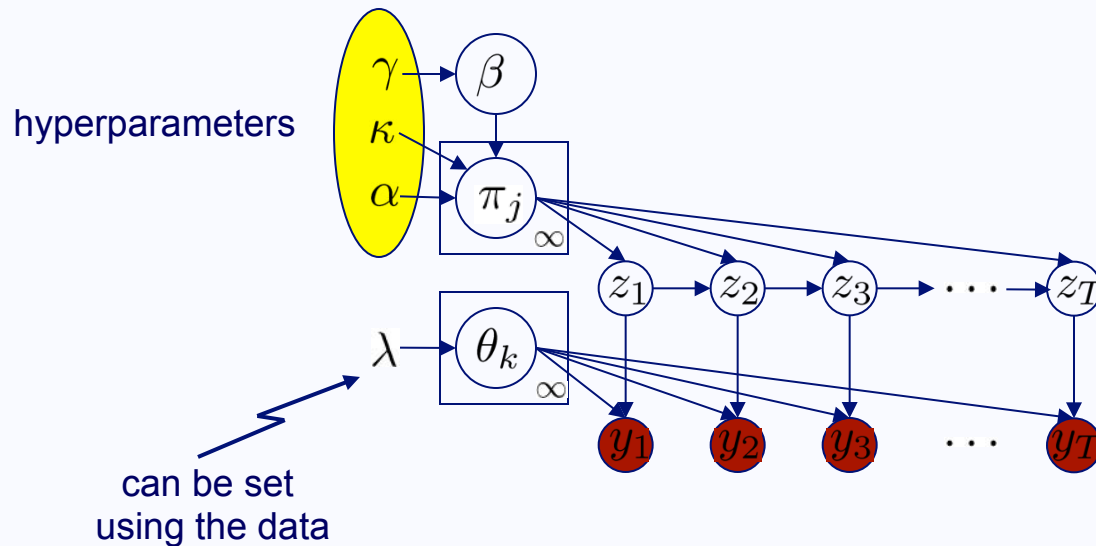 γ β
hyperparameters κ
α π_j
∞
z_1 z_2 z_3 ⋯ z_T
λ θ_k
∞
y_1 y_2 y_3 ⋯ y_T
can be set
using the data